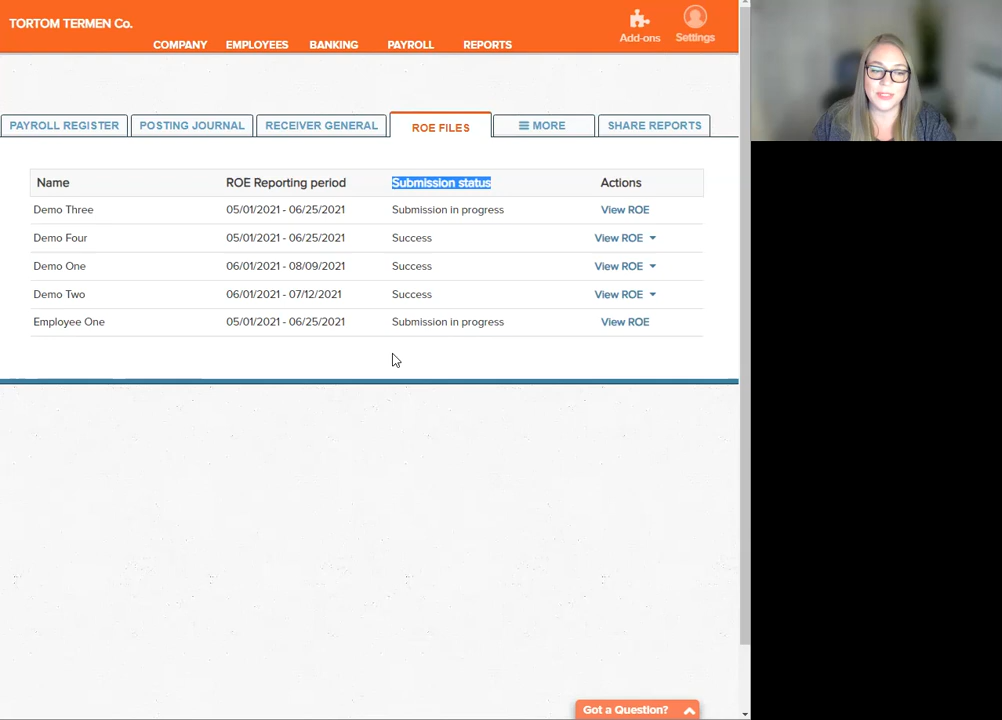 TORTOM TERMEN Co.
COMPANY EMPLOYEES BANKING PAYROLL REPORTS
Add-ons Settings
PAYROLL REGISTER POSTING JOURNAL RECEIVER GENERAL ROE FILES MORE SHARE REPORTS
Name ROE Reporting period Submission status Actions
Demo Three 05/01/2021 - 06/25/2021 Submission in progress View ROE
Demo Four 05/01/2021 - 06/25/2021 Success View ROE
Demo One 06/01/2021 - 08/09/2021 Success View ROE
Demo Two 06/01/2021 - 07/12/2021 Success View ROE
Employee One 05/01/2021 - 06/25/2021 Submission in progress View ROE
Got a Question?